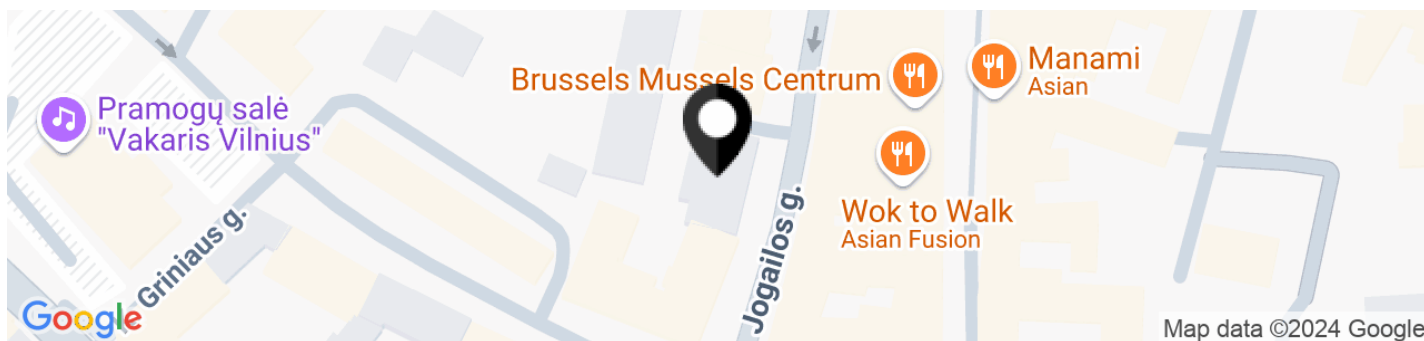 Brussels Mussels Centrum
Manami
Asian
Pramogų salė
"Vakaris Vilnius"
Wok to Walk
Asian Fusion
Griniaus g.
Jogailos g.
Google
Map data ©2024 Google